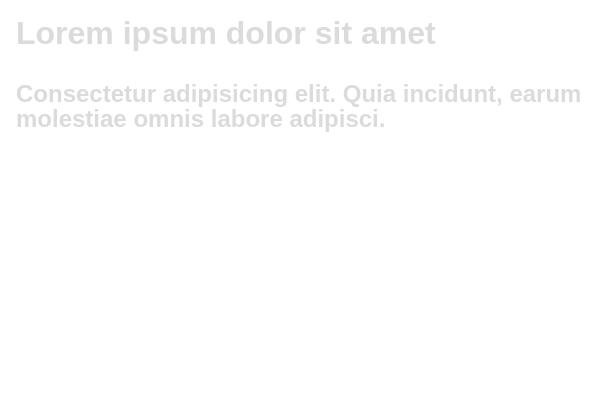 Lorem ipsum dolor sit amet
Consectetur adipisicing elit. Quia incidunt, earum
molestiae omnis labore adipisci.